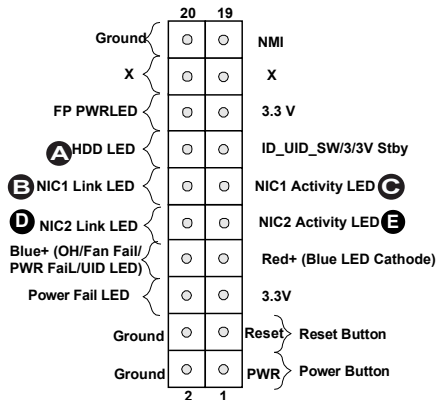 20 19
Ground NMI
X X
FP PWRLED 3.3 V
A HDD LED ID_UID_SW/3/3V Stby
B NIC1 Link LED NIC1 Activity LED C
D NIC2 Link LED NIC2 Activity LED E
Blue+ (OH/Fan Fail/
PWR FaiL/UID LED) Red+ (Blue LED Cathode)
Power Fail LED 3.3V
Ground Reset Reset Button
Ground PWR Power Button
2 1